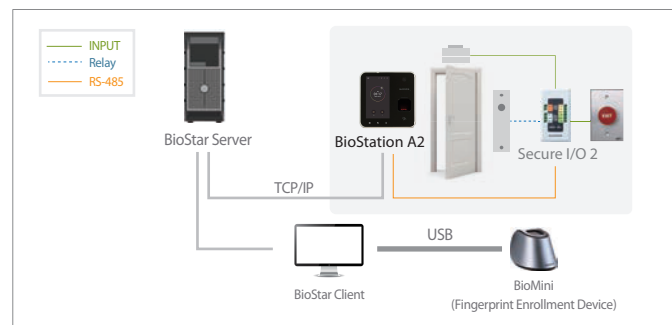 INPUT
Relay
RS-485
BioStar Server
BioStation A2
Secure I/O 2
EXIT
TCP/IP
USB
BioStar Client
BioMini
(Fingerprint Enrollment Device)